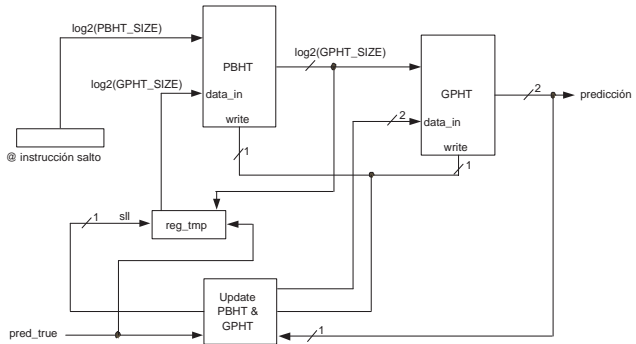 log2(PBHT_SIZE)
PBHT
log2(GPHT_SIZE)
GPHT
log2(GPHT_SIZE)
data_in
2
predicción
2
data_in
write
write
@ instrucción salto
1
1
1
sll
reg_tmp
Update
PBHT &
GPHT
pred_true
1